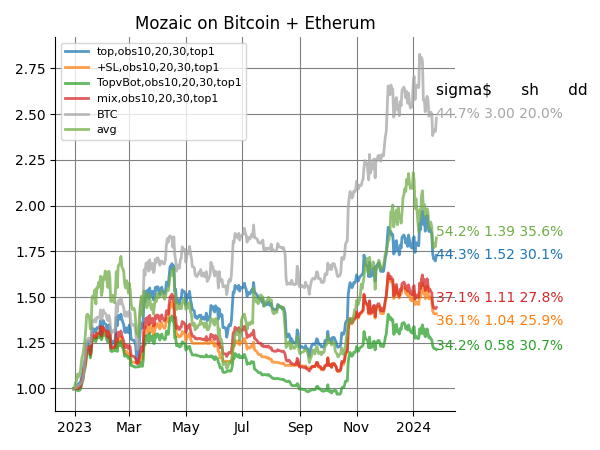 Mozaic on Bitcoin + Etherum
top,obs10,20,30,top1
+SL,obs10,20,30,top1
TopvBot,obs10,20,30,top1
mix,obs10,20,30,top1
BTC
avg
sigma$ sh dd
44.7% 3.00 20.0%
54.2% 1.39 35.6%
44.3% 1.52 30.1%
37.1% 1.11 27.8%
36.1% 1.04 25.9%
34.2% 0.58 30.7%
2.75
2.50
2.25
2.00
1.75
1.50
1.25
1.00
2023 Mar May Jul Sep Nov 2024